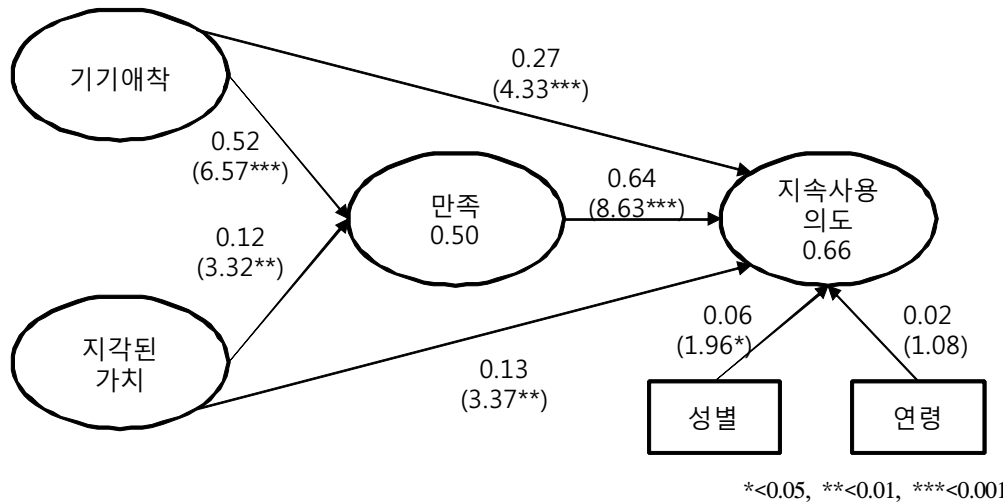 기기애착
0.27
(4.33***)
0.52
(6.57***)
만족
0.50
0.64
(8.63***)
지속사용
의도
0.66
0.12
(3.32**)
지각된
가치
0.13
(3.37**)
0.06
(1.96*)
0.02
(1.08)
성별
연령
*<0.05, **<0.01, ***<0.001